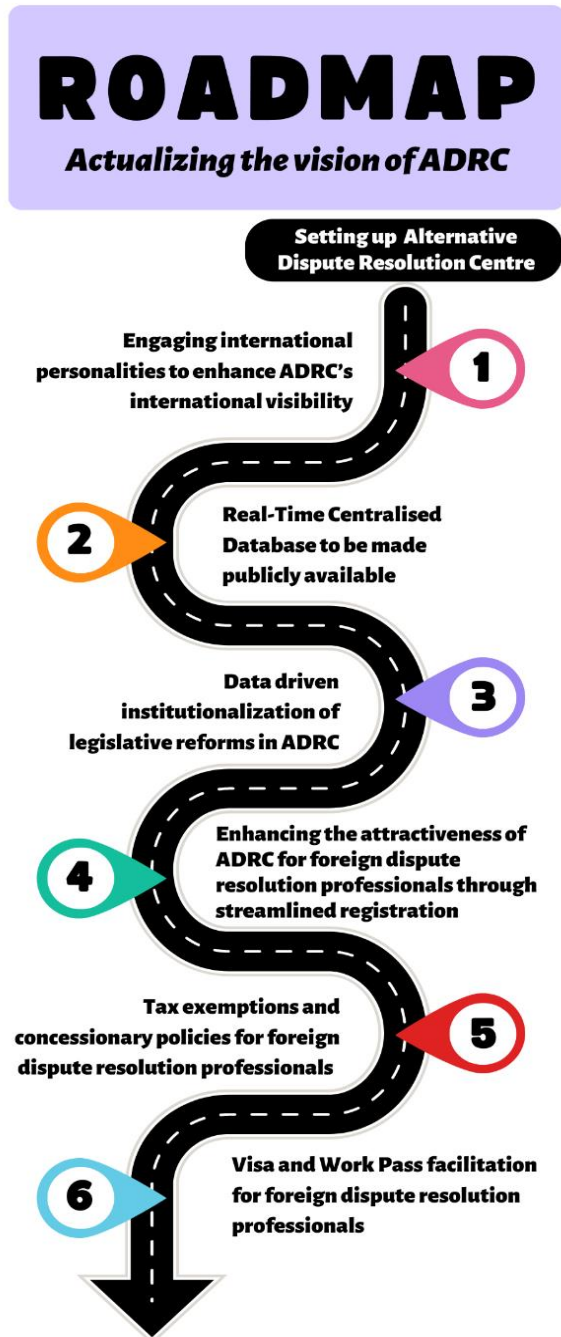 ROADMAP
Actualizing the vision of ADRC
Setting up Alternative
Dispute Resolution Centre
Engaging international
personalities to enhance ADRC's
international visibility
1
2
Real-Time Centralised
Database to be made
publicly available
Data driven
institutionalization of
legislative reforms in ADRC
3
4
Enhancing the attractiveness of
ADRC for foreign dispute
resolution professionals through
streamlined registration
Tax exemptions and
concessionary policies for foreign
dispute resolution professionals
5
6
Visa and Work Pass facilitation
for foreign dispute resolution
professionals